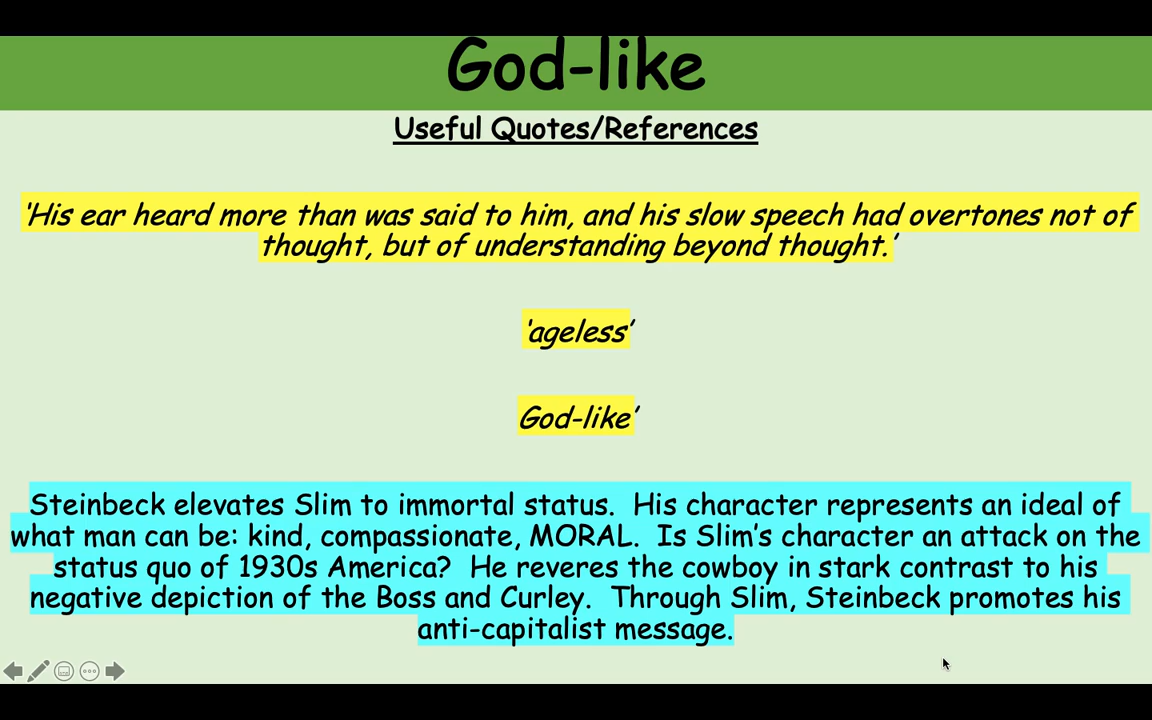 God-like
Useful Quotes/References
‘His ear heard more than was said to him, and his slow speech had overtones not of
thought, but of understanding beyond thought.’
‘ageless’
God-like’
Steinbeck elevates Slim to immortal status.  His character represents an ideal of
what man can be: kind, compassionate, MORAL.  Is Slim’s character an attack on the
status quo of 1930s America?  He reveres the cowboy in stark contrast to his
negative depiction of the Boss and Curley.  Through Slim, Steinbeck promotes his
anti-capitalist message.